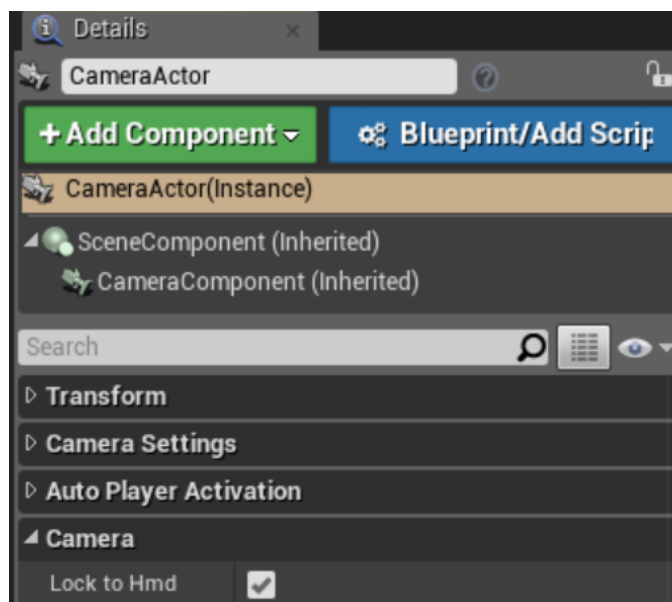 Details
CameraActor
+ Add Component
Blueprint/Add Scrip
CameraActor(Instance)
SceneComponent (Inherited)
CameraComponent (Inherited)
Search
Transform
Camera Settings
Auto Player Activation
Camera
Lock to Hmd